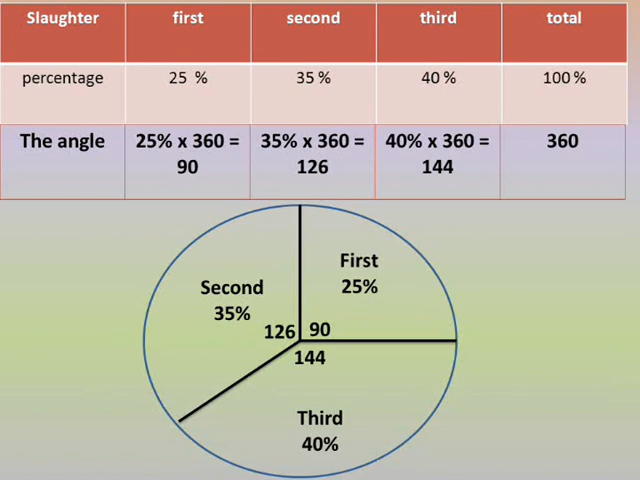 Slaughter first second third total
percentage 25 % 35 % 40 % 100 %
The angle 25% x 360 = 35% x 360 = 40% x 360 = 360
90 126 144
First
25%
Second
35%
126 90
144
Third
40%